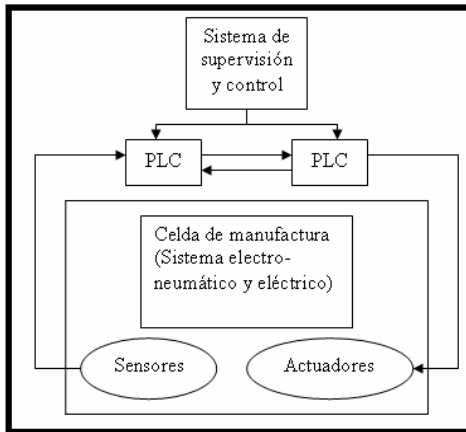 Sistema de
supervisión
y control
PLC
PLC
Celda de manufactura
(Sistema electro-
neumático y eléctrico)
Sensores
Actuadores